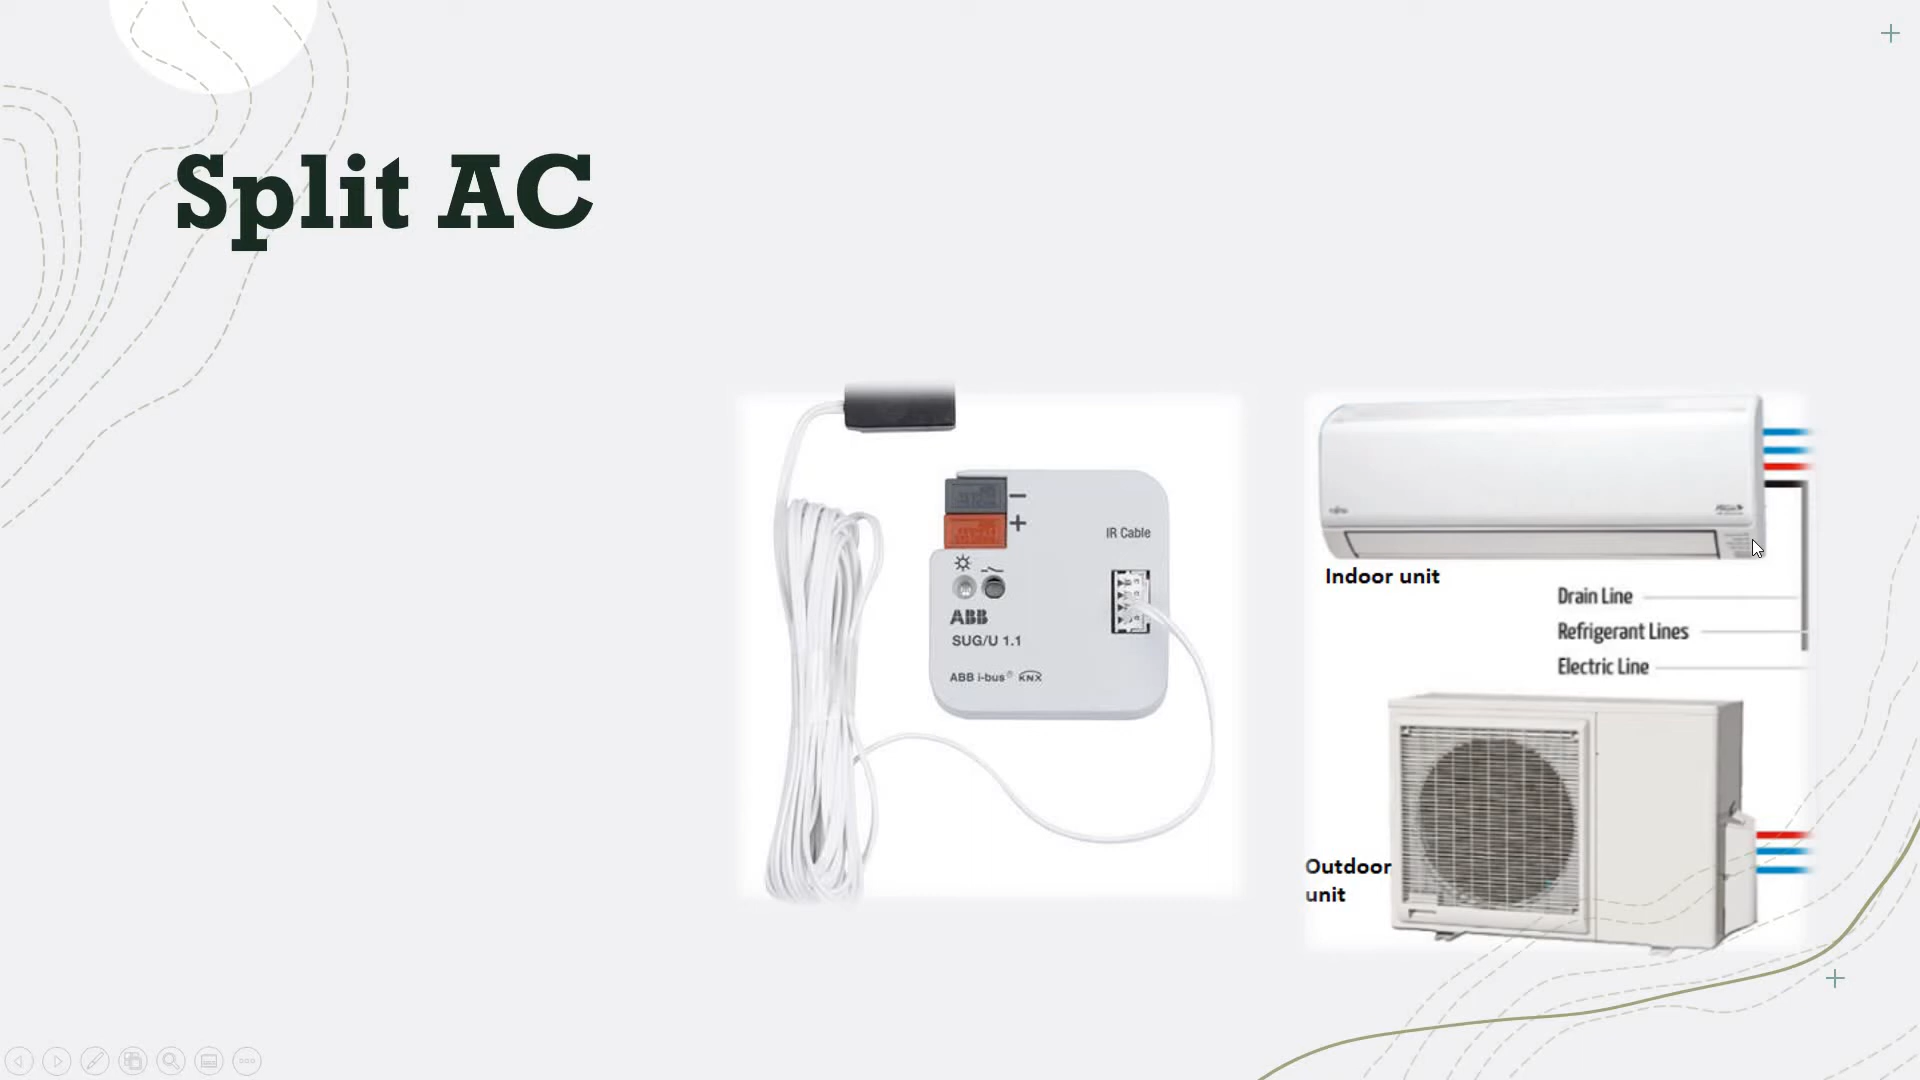 Split AC
IR Cable
ABB
SUG/U 1.1
ABB i-bus® KNX
Indoor unit
Drain Line
Refrigerant Lines
Electric Line
Outdoor
unit